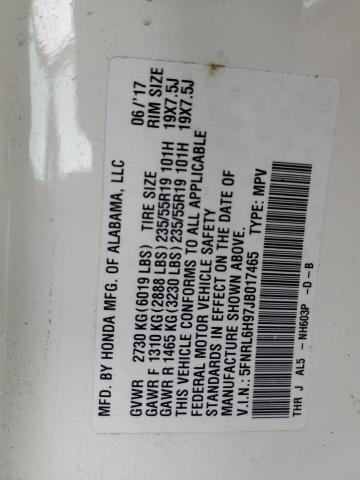 MFD. BY HONDA MFG. OF ALABAMA, LLC 06/'17
GVWR 2730 KG(6019 LBS) TIRE SIZE RIM SIZE
GAWR F 1310 KG(2888 LBS)235/55R19 101H 19X7.5J
GAWR R 1465 KG(3230 LBS)235/55R19 101H 19X7.5J
THIS VEHICLE CONFORMS TO ALL APPLICABLE
FEDERAL MOTOR VEHICLE SAFETY
STANDARDS IN EFFECT ON THE DATE OF
MANUFACTURE SHOWN ABOVE.
V.I.N.: 5FNRL6H97JB017465 TYPE: MPV
THR J AL5 - NH603P -D-B